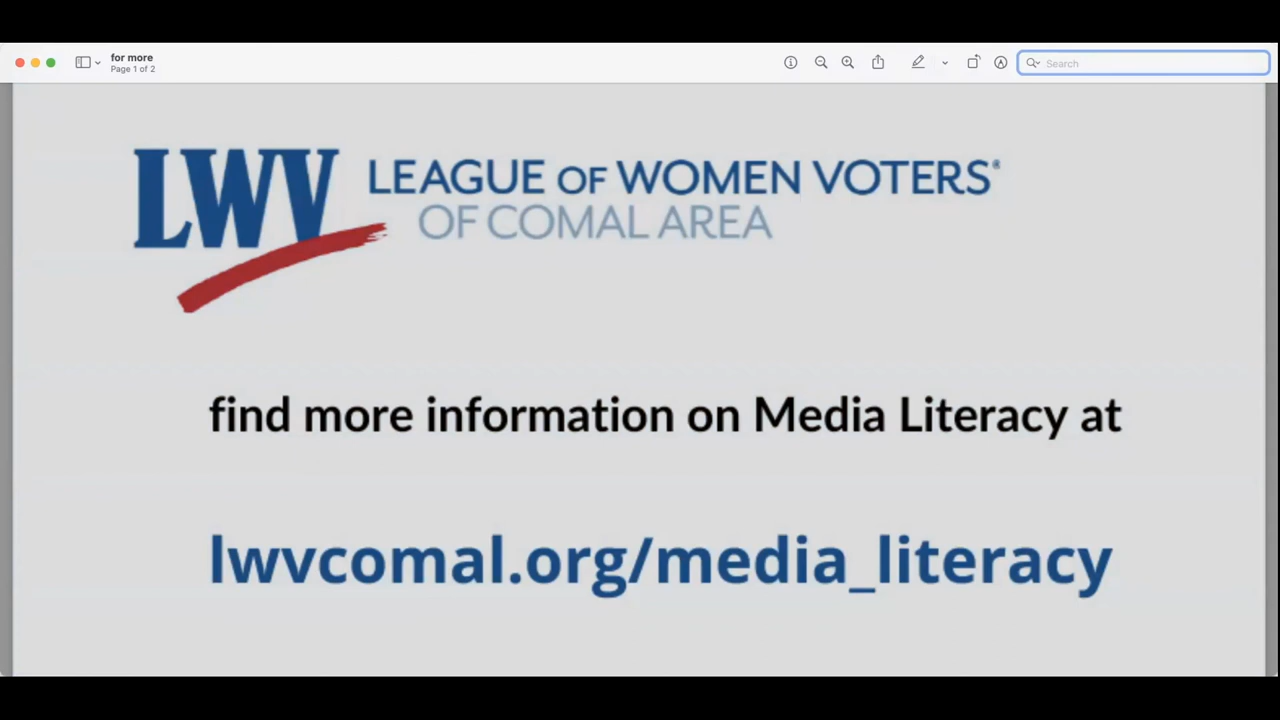 for more
Page 1 of 2
Search
LWV
LEAGUE OF WOMEN VOTERS®
OF COMAL AREA
find more information on Media Literacy at
lwvcomal.org/media_literacy